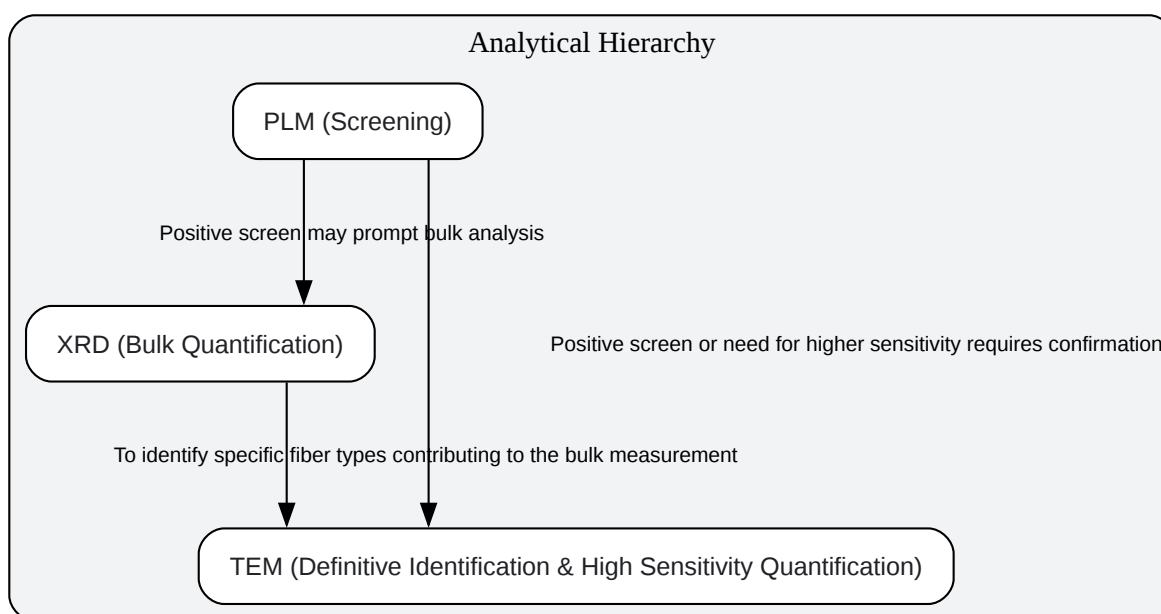 Analytical Hierarchy
PLM (Screening)
Positive screen may prompt bulk analysis
XRD (Bulk Quantification)
Positive screen or need for higher sensitivity requires confirmation
To identify specific fiber types contributing to the bulk measurement
TEM (Definitive Identification & High Sensitivity Quantification)